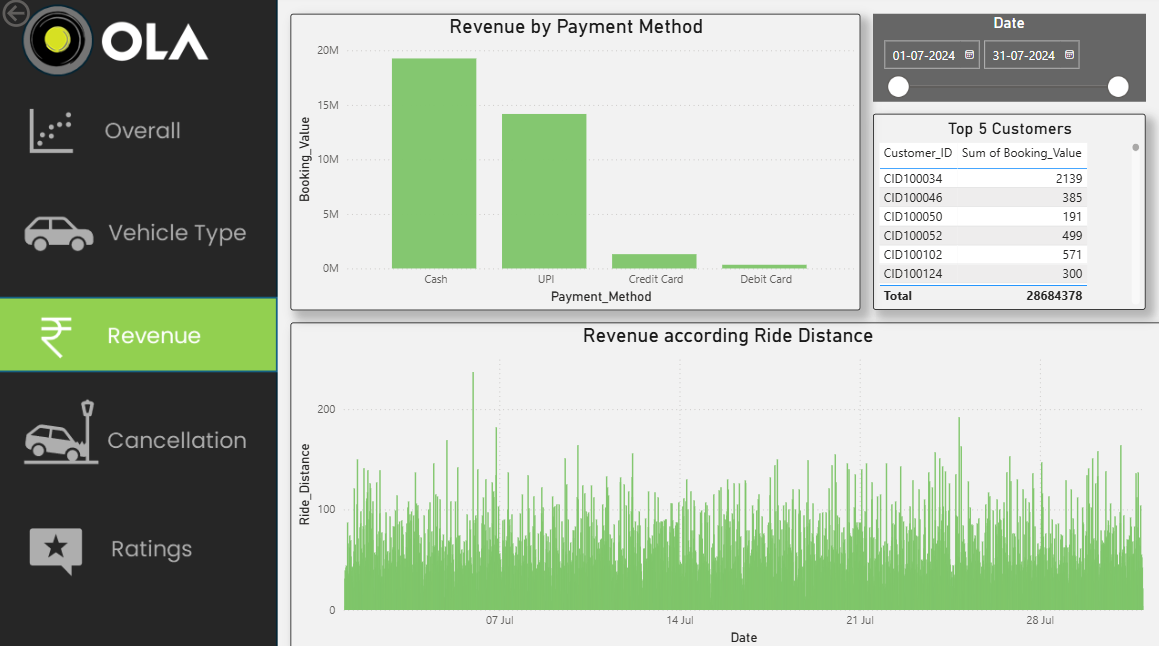 OLA
Overall
Vehicle Type
Revenue
Cancellation
Ratings
Revenue by Payment Method
20M
15M
10M
5M
0M
Booking_Value
Cash UPI Credit Card Debit Card
Payment_Method
Date
01-07-2024 31-07-2024
Top 5 Customers
Customer_ID Sum of Booking_Value
CID100034 2139
CID100046 385
CID100050 191
CID100052 499
CID100102 571
CID100124 300
Total 28684378
Revenue according Ride Distance
200
100
0
Ride_Distance
07 Jul 14 Jul 21 Jul 28 Jul
Date